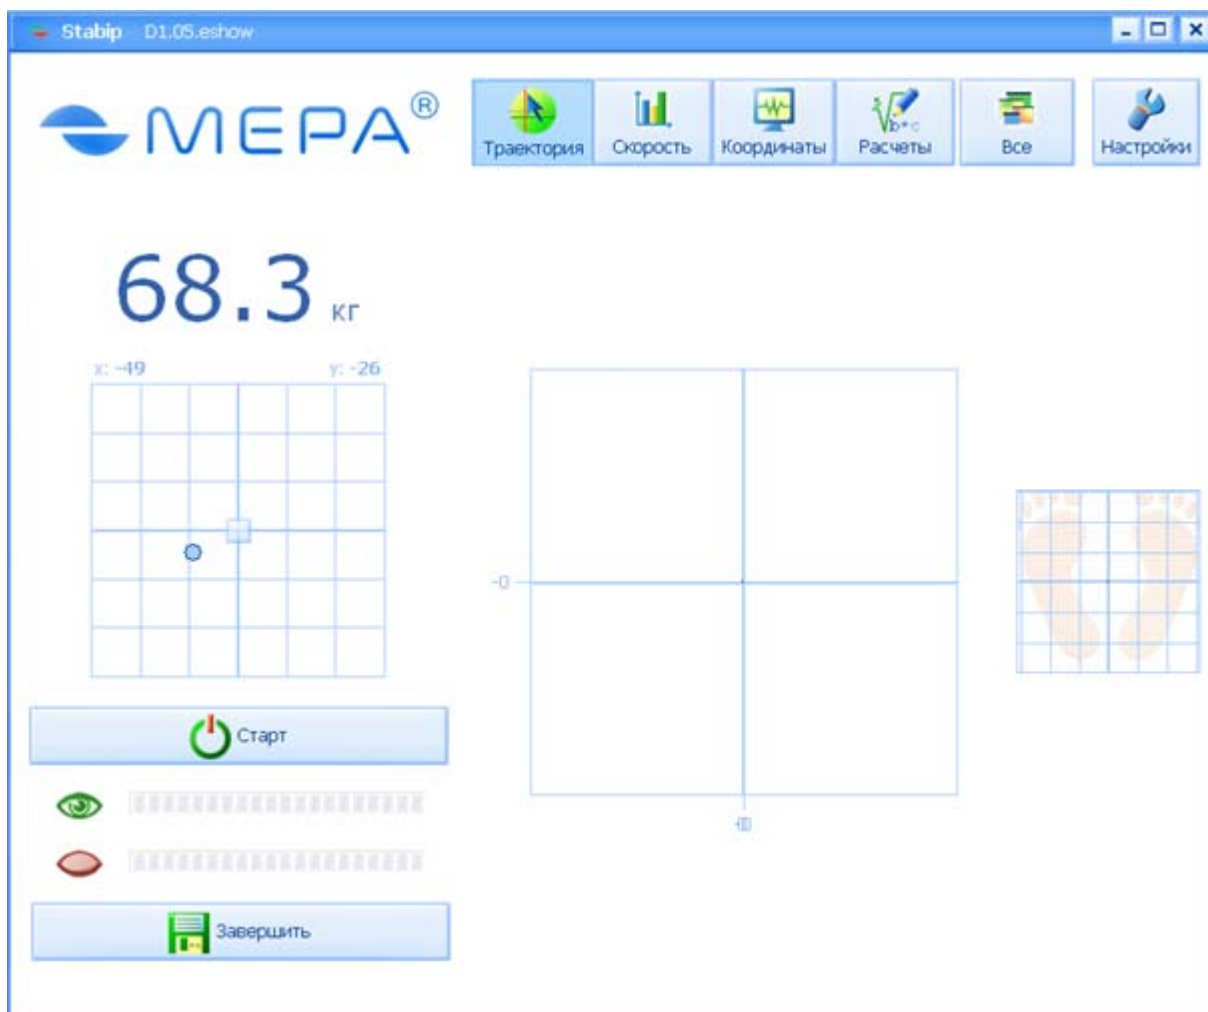 Stabip D1.05.eshow
МЕРА®
Траектория Скорость Координаты Расчеты Все Настройки
68.3 кг
x: -49 y: -26
-0
Старт
Завершить